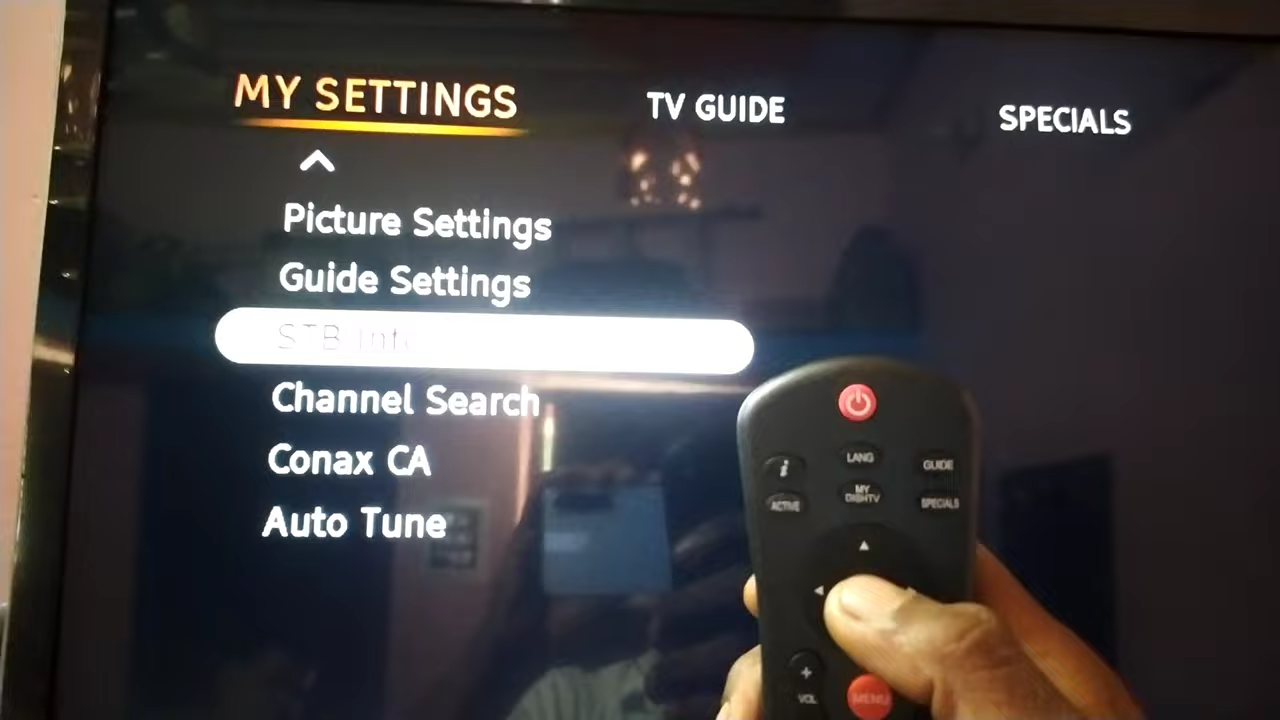 MY SETTINGS
TV GUIDE
SPECIALS
Picture Settings
Guide Settings
STB Info
Channel Search
Conax CA
Auto Tune
i
LANG
GUIDE
ACTIVE
MY
DISHTV
SPECIALS
+
VOL
MENU